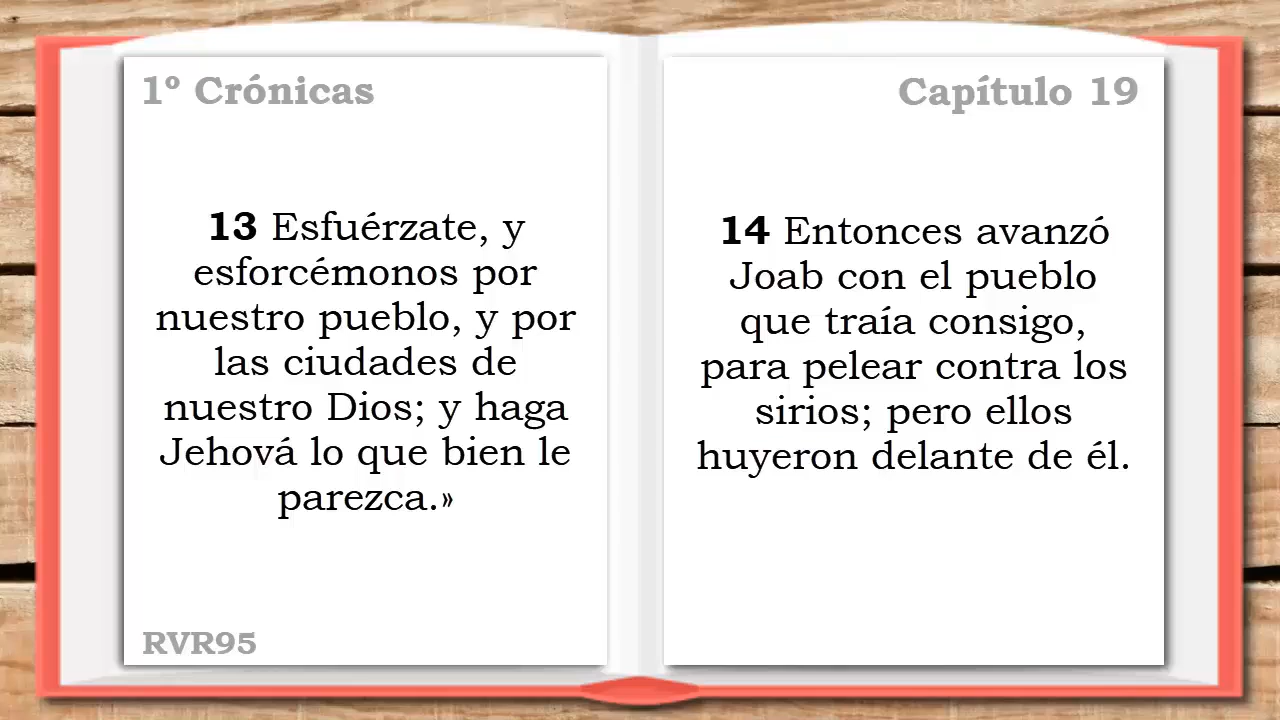 1º Crónicas
13 Esfuérzate, y
esforcémonos por
nuestro pueblo, y por
las ciudades de
nuestro Dios; y haga
Jehová lo que bien le
parezca.»
RVR95
Capítulo 19
14 Entonces avanzó
Joab con el pueblo
que traía consigo,
para pelear contra los
sirios; pero ellos
huyeron delante de él.